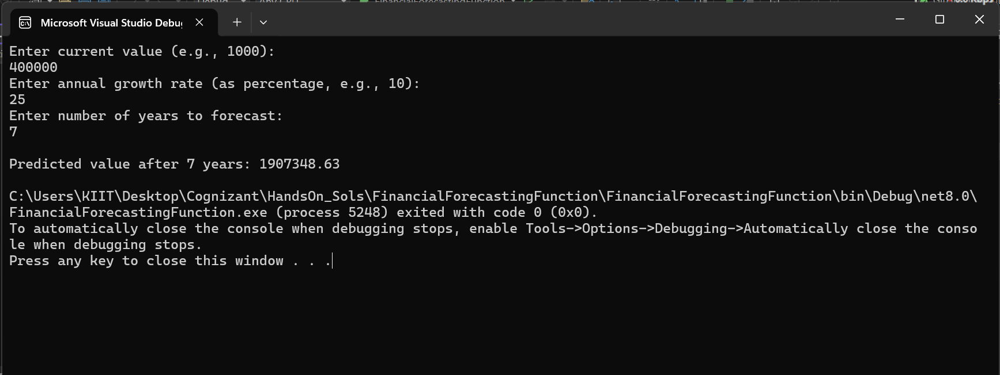 Microsoft Visual Studio Debu
Enter current value (e.g., 1000):
400000
Enter annual growth rate (as percentage, e.g., 10):
25
Enter number of years to forecast:
7
Predicted value after 7 years: 1907348.63
C:\Users\KIIT\Desktop\Cognizant\HandsOn_Sols\FinancialForecastingFunction\FinancialForecastingFunction\bin\Debug\net8.0\
FinancialForecastingFunction.exe (process 5248) exited with code 0 (0x0).
To automatically close the console when debugging stops, enable Tools->Options->Debugging->Automatically close the conso
le when debugging stops.
Press any key to close this window . . .